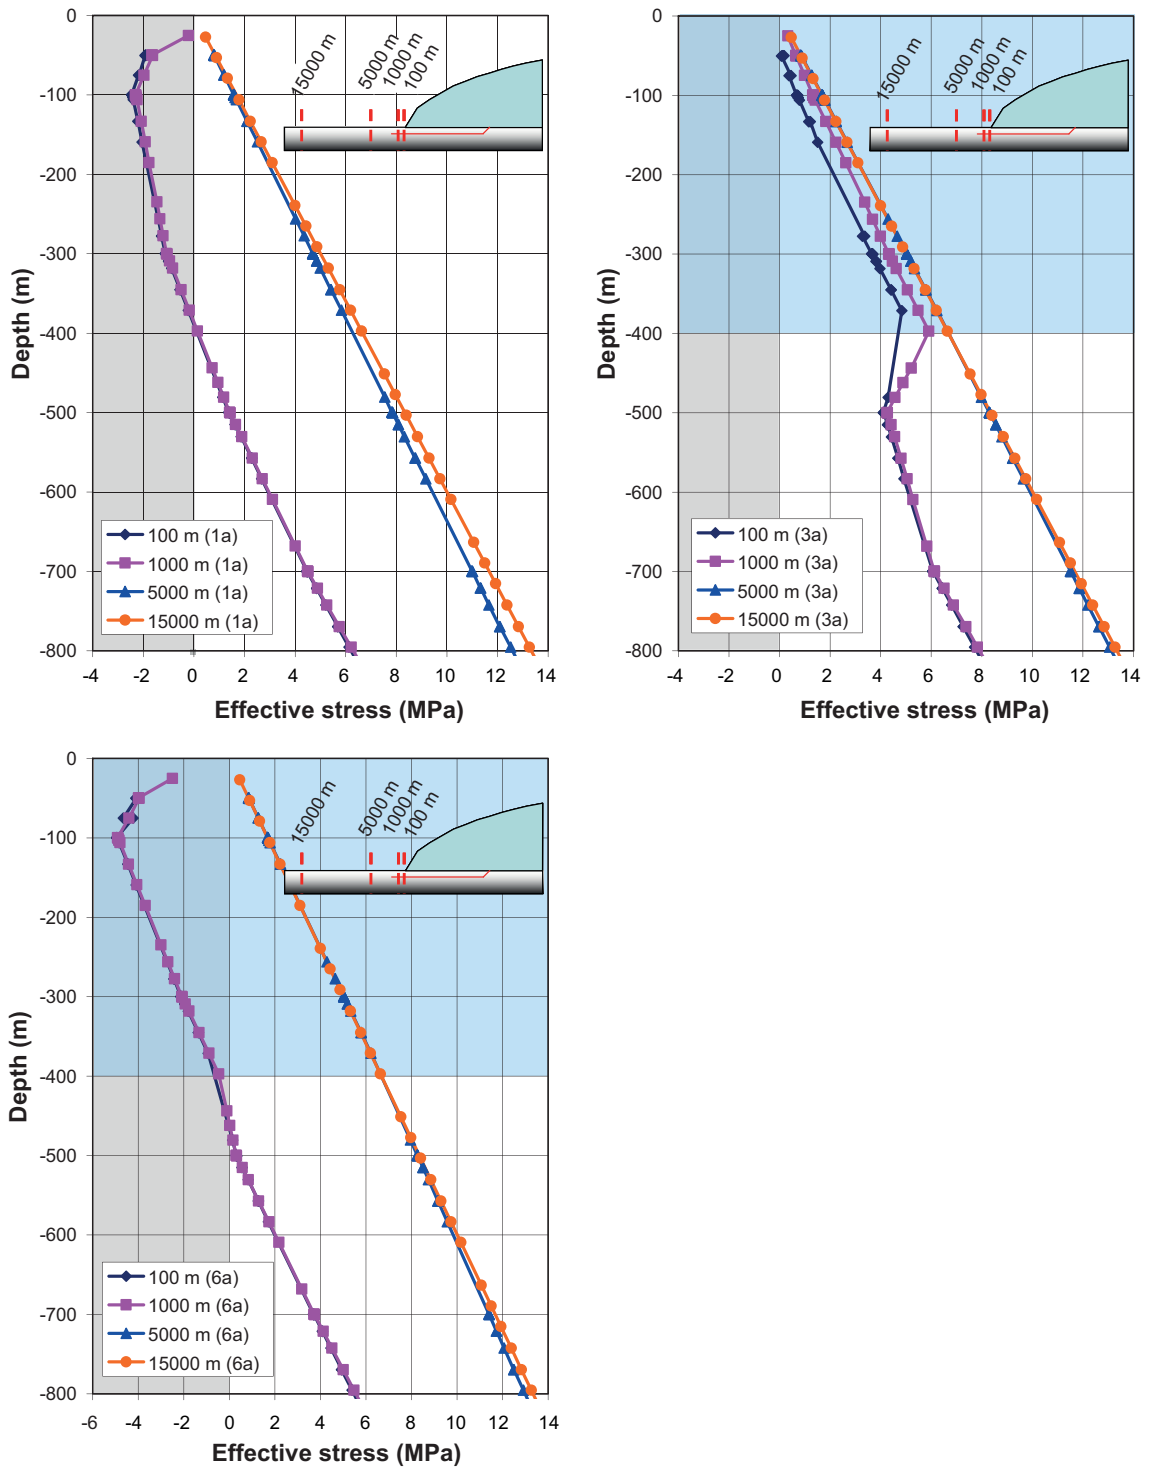 0
-100
-200
-300
-400
-500
-600
-700
-800
Depth (m)
15000 m
5000 m
1000 m
100 m
100 m (1a)
1000 m (1a)
5000 m (1a)
15000 m (1a)
-4 -2 0 2 4 6 8 10 12 14
Effective stress (MPa)
0
-100
-200
-300
-400
-500
-600
-700
-800
Depth (m)
15000 m
5000 m
1000 m
100 m
100 m (3a)
1000 m (3a)
5000 m (3a)
15000 m (3a)
-4 -2 0 2 4 6 8 10 12 14
Effective stress (MPa)
0
-100
-200
-300
-400
-500
-600
-700
-800
Depth (m)
15000 m
5000 m
1000 m
100 m
100 m (6a)
1000 m (6a)
5000 m (6a)
15000 m (6a)
-6 -4 -2 0 2 4 6 8 10 12 14
Effective stress (MPa)